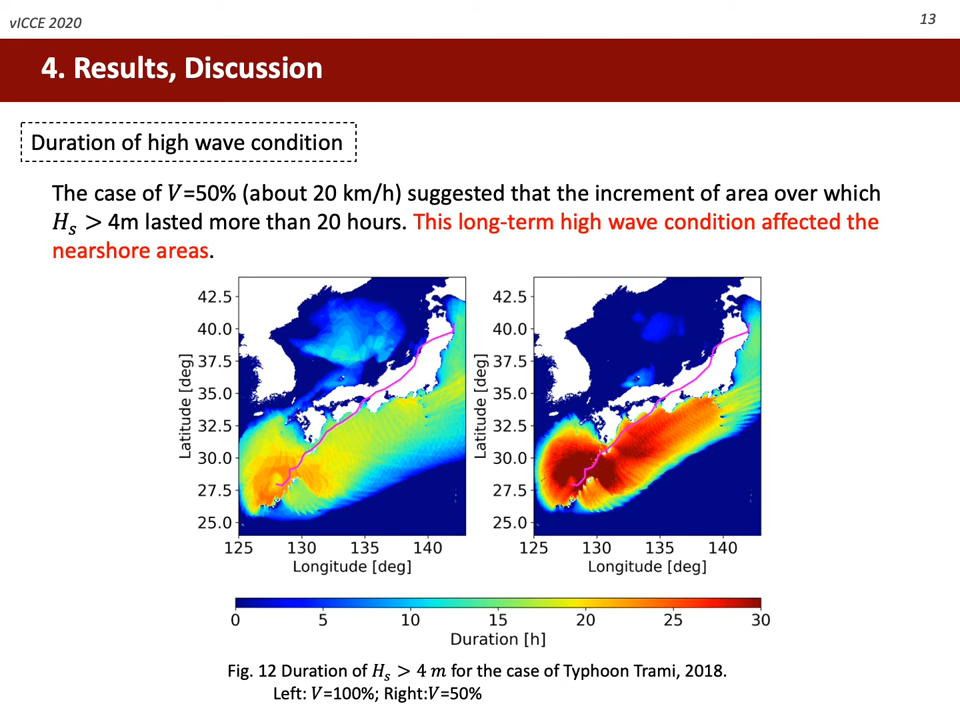 vICCE 2020
13
4. Results, Discussion
Duration of high wave condition
The case of V=50% (about 20 km/h) suggested that the increment of area over which
Hₛ > 4m lasted more than 20 hours. This long-term high wave condition affected the
nearshore areas.
42.5
40.0
37.5
35.0
32.5
30.0
27.5
25.0
Latitude [deg]
125 130 135 140
Longitude [deg]
42.5
40.0
37.5
35.0
32.5
30.0
27.5
25.0
Latitude [deg]
125 130 135 140
Longitude [deg]
0 5 10 15 20 25 30
Duration [h]
Fig. 12 Duration of Hₛ > 4 m for the case of Typhoon Trami, 2018.
Left: V=100%; Right:V=50%